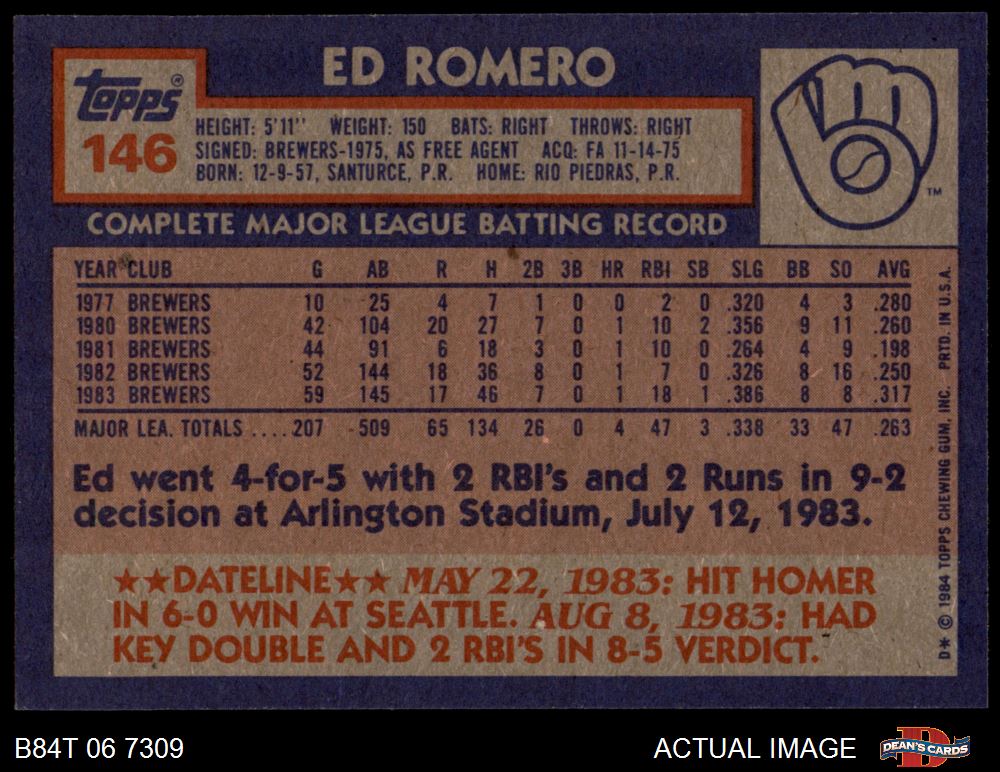 ED ROMERO
Topps®
146
HEIGHT: 5'11" WEIGHT: 150 BATS: RIGHT THROWS: RIGHT
SIGNED: BREWERS-1975, AS FREE AGENT ACQ: FA 11-14-75
BORN: 12-9-57, SANTURCE, P.R. HOME: RIO PIEDRAS, P.R.
TM
COMPLETE MAJOR LEAGUE BATTING RECORD
YEAR CLUB G AB R H 2B 3B HR RBI SB SLG BB SO AVG
1977 BREWERS 10 25 4 7 1 0 0 2 0 .320 4 3 .280
1980 BREWERS 42 104 20 27 7 0 1 10 2 .356 9 11 .260
1981 BREWERS 44 91 6 18 3 0 1 10 0 .264 4 9 .198
1982 BREWERS 52 144 18 36 8 0 1 7 0 .326 8 16 .250
1983 BREWERS 59 145 17 46 7 0 1 18 1 .386 8 8 .317
MAJOR LEA. TOTALS ....207 509 65 134 26 0 4 47 3 .338 33 47 .263
Ed went 4-for-5 with 2 RBI's and 2 Runs in 9-2
decision at Arlington Stadium, July 12, 1983.
★★DATELINE★★ MAY 22, 1983: HIT HOMER
IN 6-0 WIN AT SEATTLE. AUG 8, 1983: HAD
KEY DOUBLE AND 2 RBI'S IN 8-5 VERDICT.
D* © 1984 TOPPS CHEWING GUM, INC. PRTD. IN U.S.A.
B84T 06 7309
ACTUAL IMAGE
DEAN'S CARDS